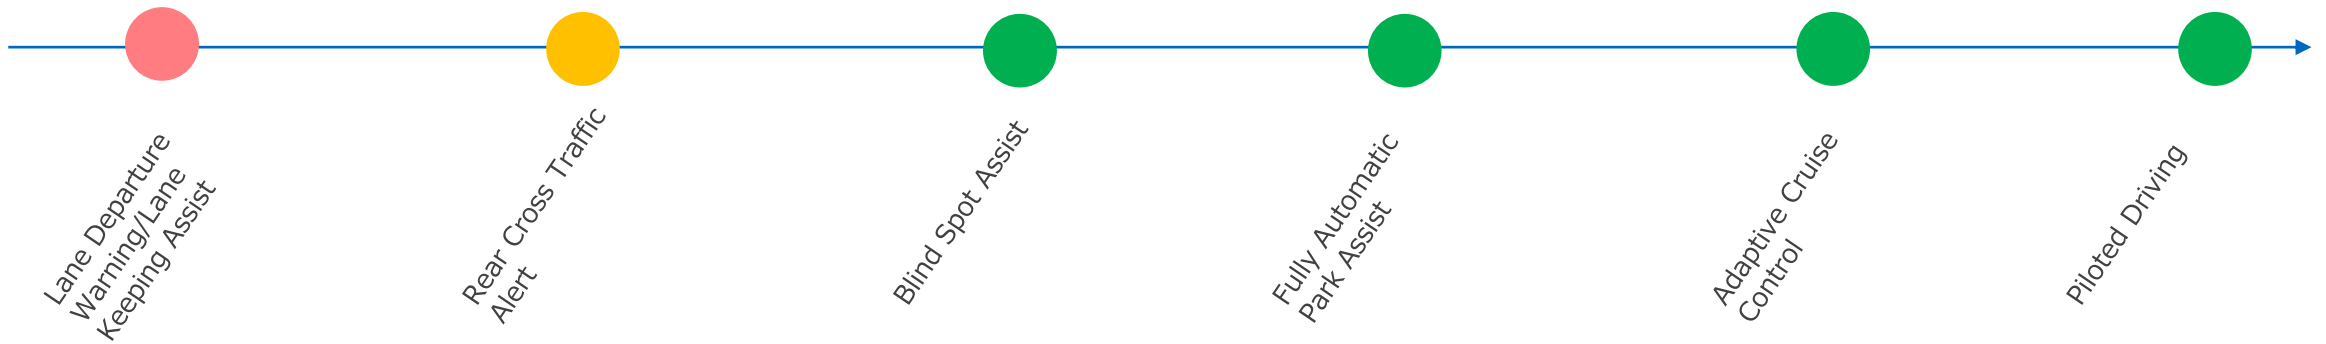 Lane Departure
Warning/Lane
Keeping Assist
Rear Cross Traffic
Alert
Blind Spot Assist
Fully Automatic
Park Assist
Adaptive Cruise
Control
Piloted Driving